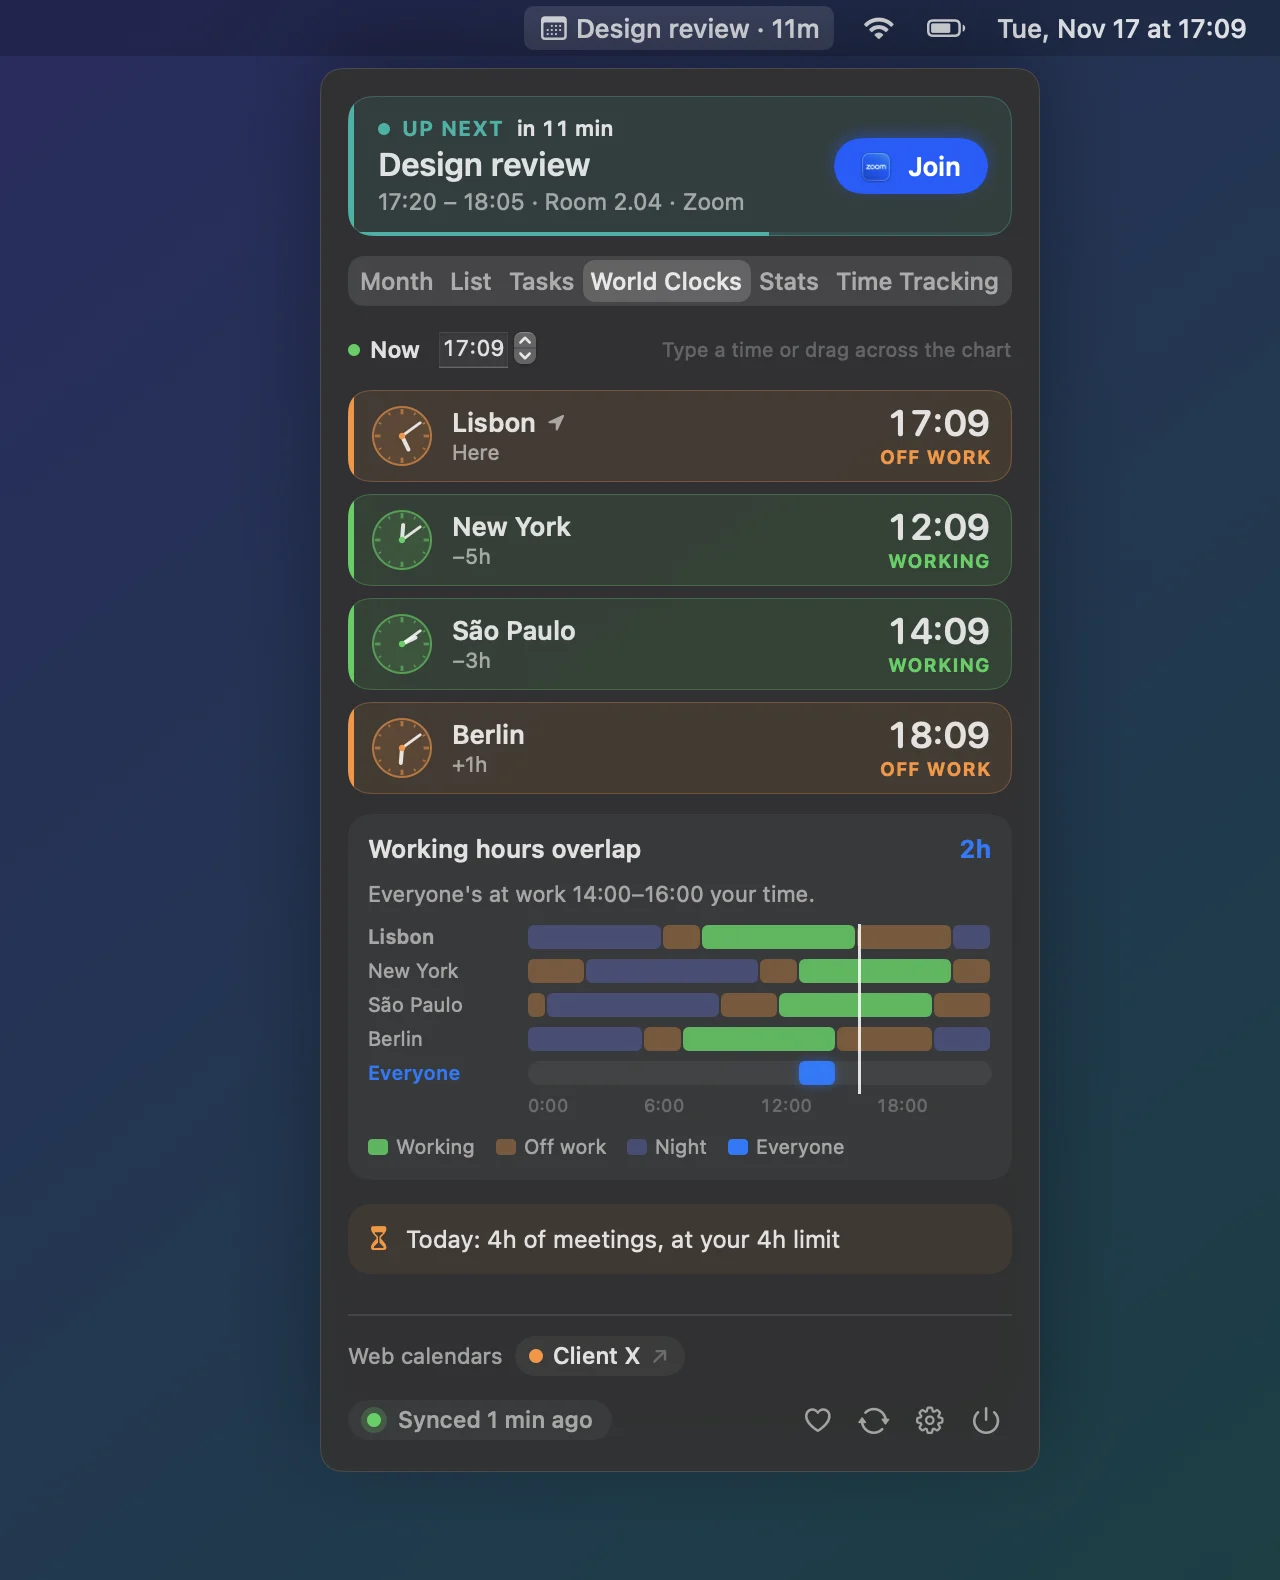 Design review · 11m
Tue, Nov 17 at 17:09
UP NEXT in 11 min
Design review
17:20 – 18:05 · Room 2.04 · Zoom
zoom Join
Month List Tasks World Clocks Stats Time Tracking
Now 17:09 Type a time or drag across the chart
Lisbon 17:09
Here OFF WORK
New York 12:09
−5h WORKING
São Paulo 14:09
−3h WORKING
Berlin 18:09
+1h OFF WORK
Working hours overlap 2h
Everyone's at work 14:00–16:00 your time.
Lisbon
New York
São Paulo
Berlin
Everyone
0:00 6:00 12:00 18:00
Working Off work Night Everyone
Today: 4h of meetings, at your 4h limit
Web calendars Client X
Synced 1 min ago